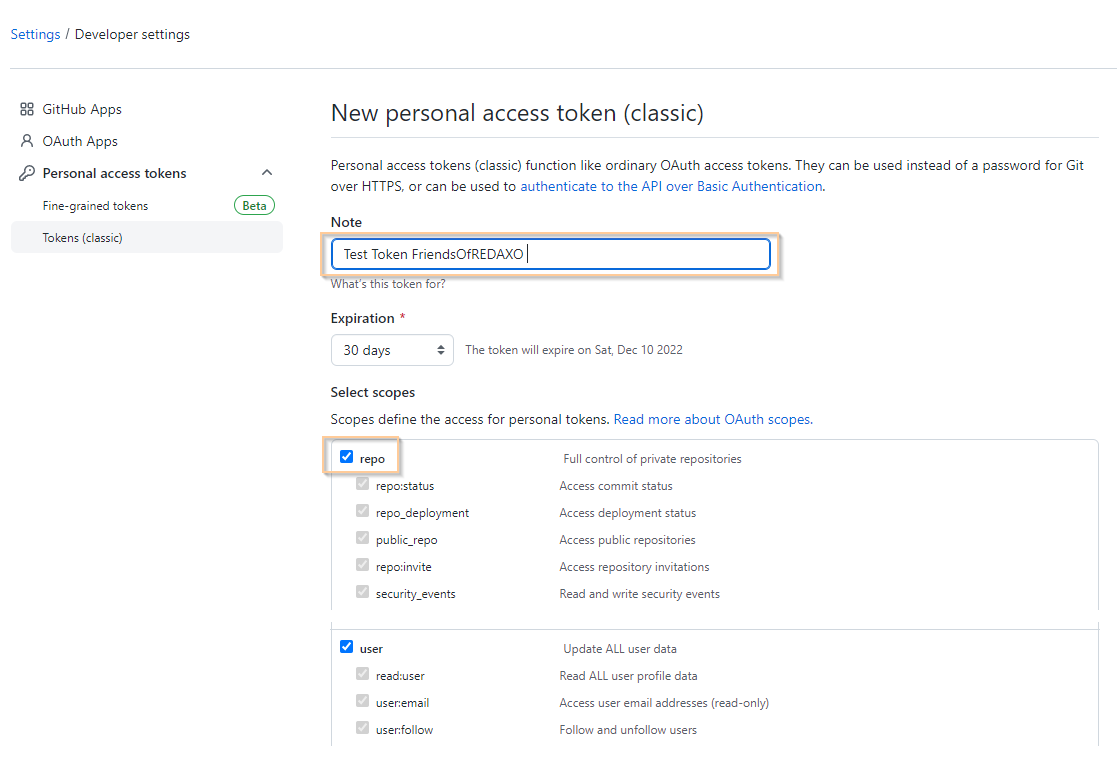 Settings / Developer settings
GitHub Apps
OAuth Apps
Personal access tokens
Fine-grained tokens Beta
Tokens (classic)
New personal access token (classic)
Personal access tokens (classic) function like ordinary OAuth access tokens. They can be used instead of a password for Git
over HTTPS, or can be used to authenticate to the API over Basic Authentication.
Note
Test Token FriendsOfREDAXO
What's this token for?
Expiration *
30 days The token will expire on Sat, Dec 10 2022
Select scopes
Scopes define the access for personal tokens. Read more about OAuth scopes.
repo Full control of private repositories
repo:status Access commit status
repo_deployment Access deployment status
public_repo Access public repositories
repo:invite Access repository invitations
security_events Read and write security events
user Update ALL user data
read:user Read ALL user profile data
user:email Access user email addresses (read-only)
user:follow Follow and unfollow users